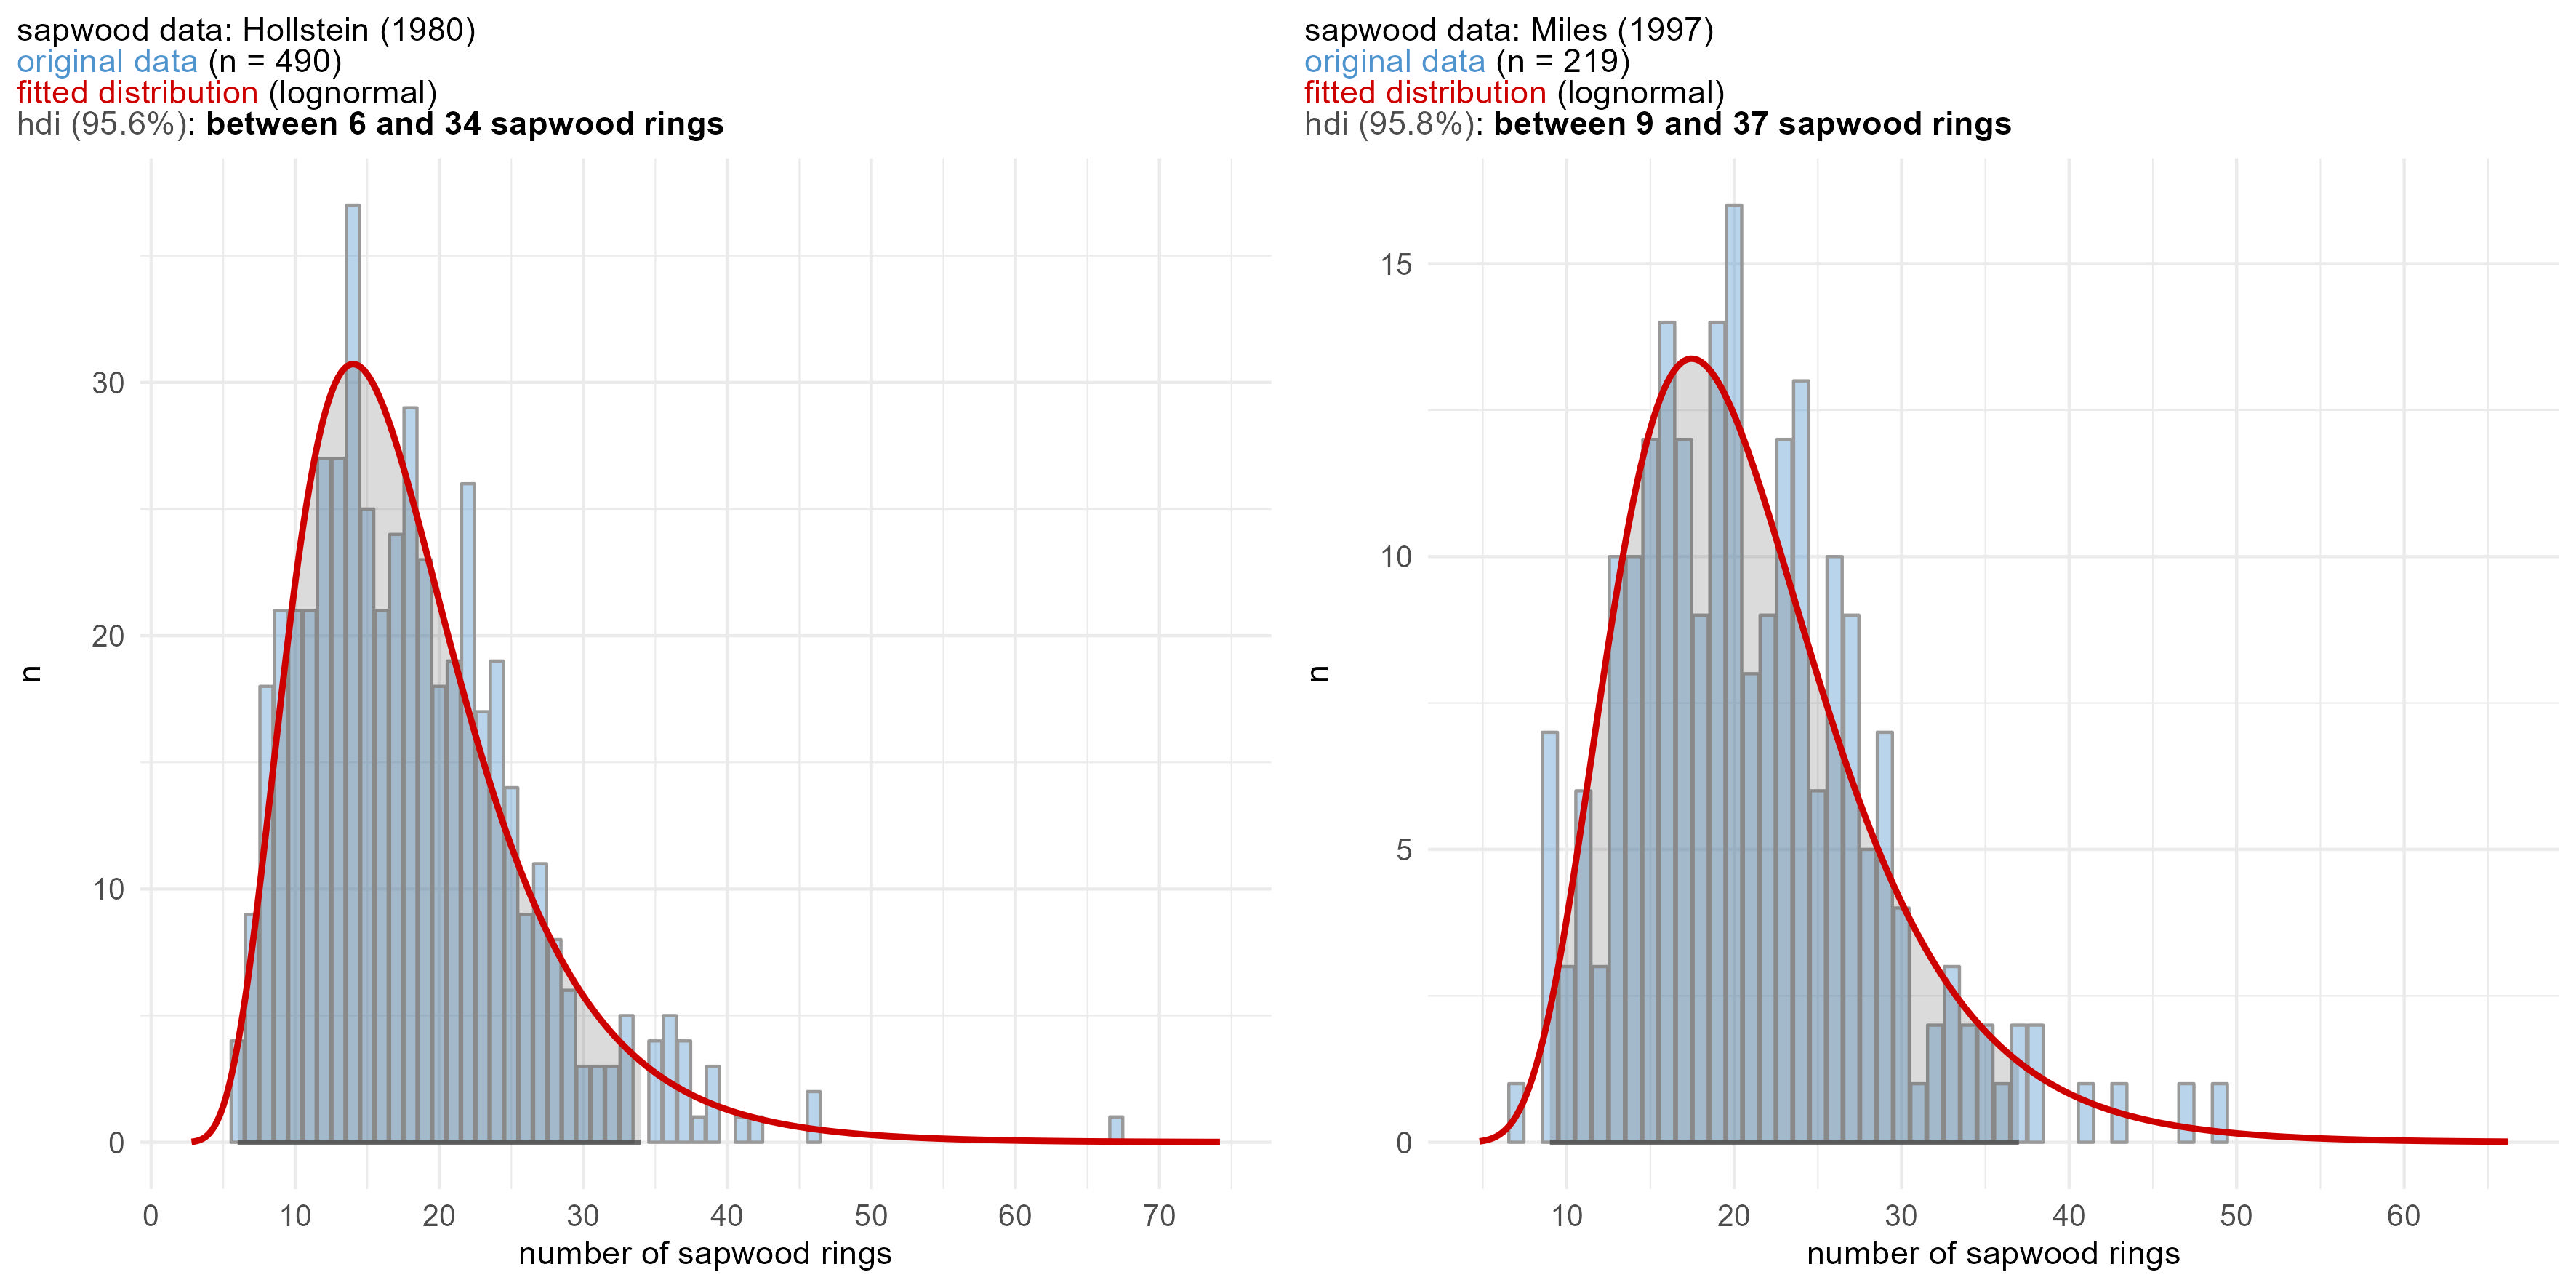 sapwood data: Hollstein (1980)
original data (n = 490)
fitted distribution (lognormal)
hdi (95.6%): between 6 and 34 sapwood rings
n
30
20
10
0
0 10 20 30 40 50 60 70
number of sapwood rings
sapwood data: Miles (1997)
original data (n = 219)
fitted distribution (lognormal)
hdi (95.8%): between 9 and 37 sapwood rings
n
15
10
5
0
10 20 30 40 50 60
number of sapwood rings